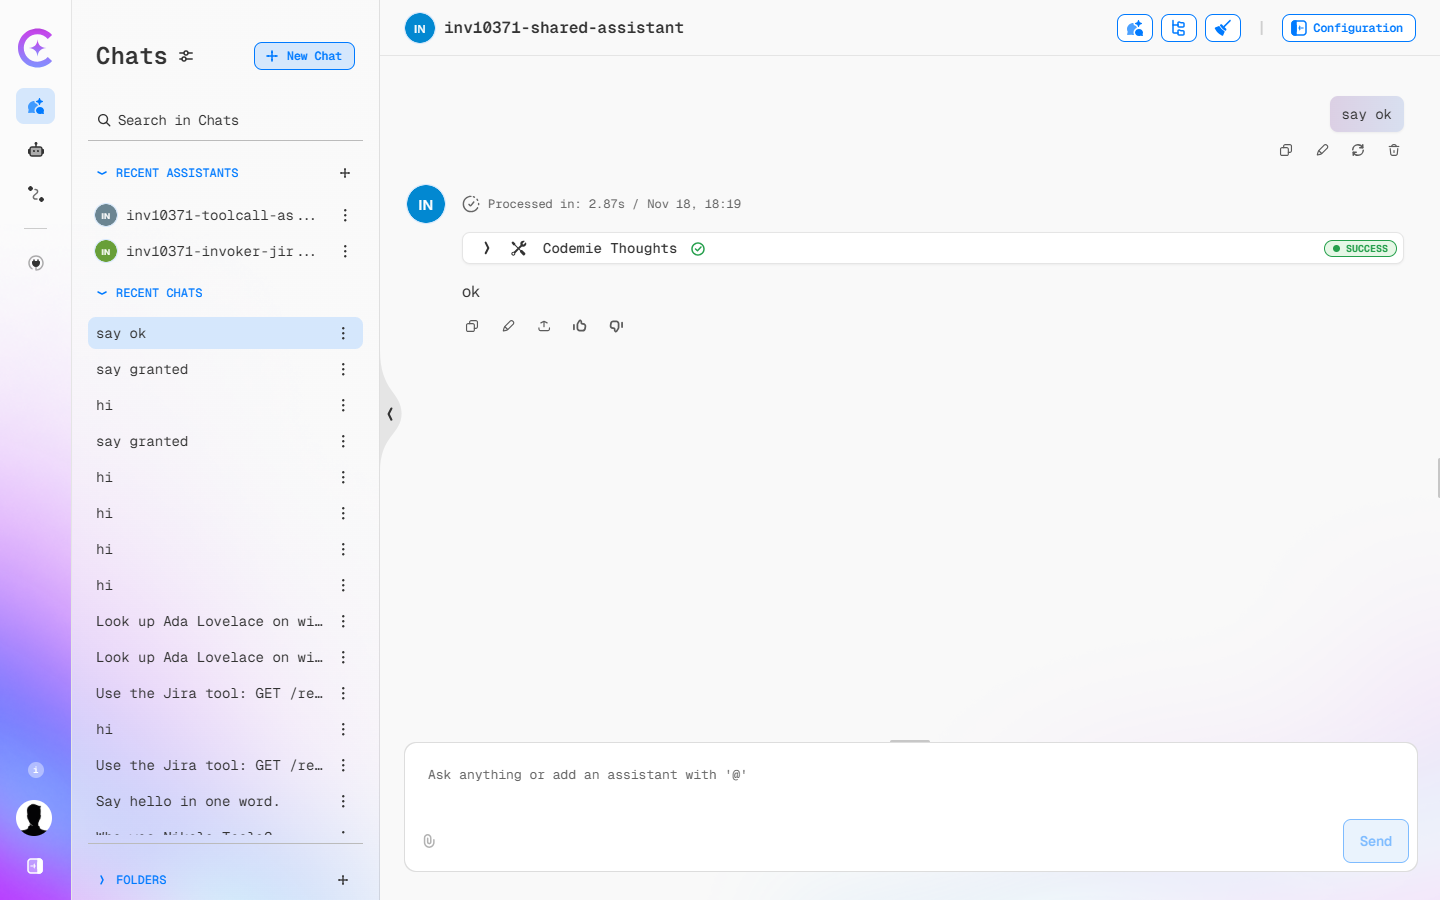 Chats
New Chat
Search in Chats
RECENT ASSISTANTS
IN inv10371-toolcall-as...
IN inv10371-invoker-jir...
RECENT CHATS
say ok
say granted
hi
say granted
hi
hi
hi
hi
Look up Ada Lovelace on wi…
Look up Ada Lovelace on wi…
Use the Jira tool: GET /re…
hi
Use the Jira tool: GET /re…
Say hello in one word.
FOLDERS
IN inv10371-shared-assistant
Configuration
say ok
IN Processed in: 2.87s / Nov 18, 18:19
Codemie Thoughts
SUCCESS
ok
Ask anything or add an assistant with '@'
Send